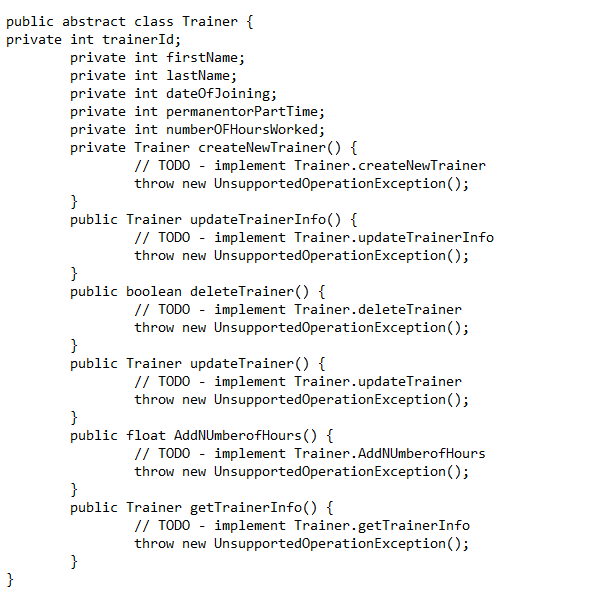 public abstract class Trainer {
private int trainerId;
private int firstName;
private int lastName;
private int dateOfJoining;
private int permanentorPartTime;
private int numberOFHoursWorked;
private Trainer createNewTrainer() {
// TODO - implement Trainer.createNewTrainer
throw new UnsupportedOperationException();
}
public Trainer updateTrainerInfo() {
// TODO - implement Trainer.updateTrainerInfo
throw new UnsupportedOperationException();
}
public boolean deleteTrainer() {
// TODO - implement Trainer.deleteTrainer
throw new UnsupportedOperationException();
}
public Trainer updateTrainer() {
// TODO - implement Trainer.updateTrainer
throw new UnsupportedOperationException();
}
public float AddNUmberofHours() {
// TODO - implement Trainer.AddNUmberofHours
throw new UnsupportedOperationException();
}
public Trainer getTrainerInfo() {
// TODO - implement Trainer.getTrainerInfo
throw new UnsupportedOperationException();
}
}